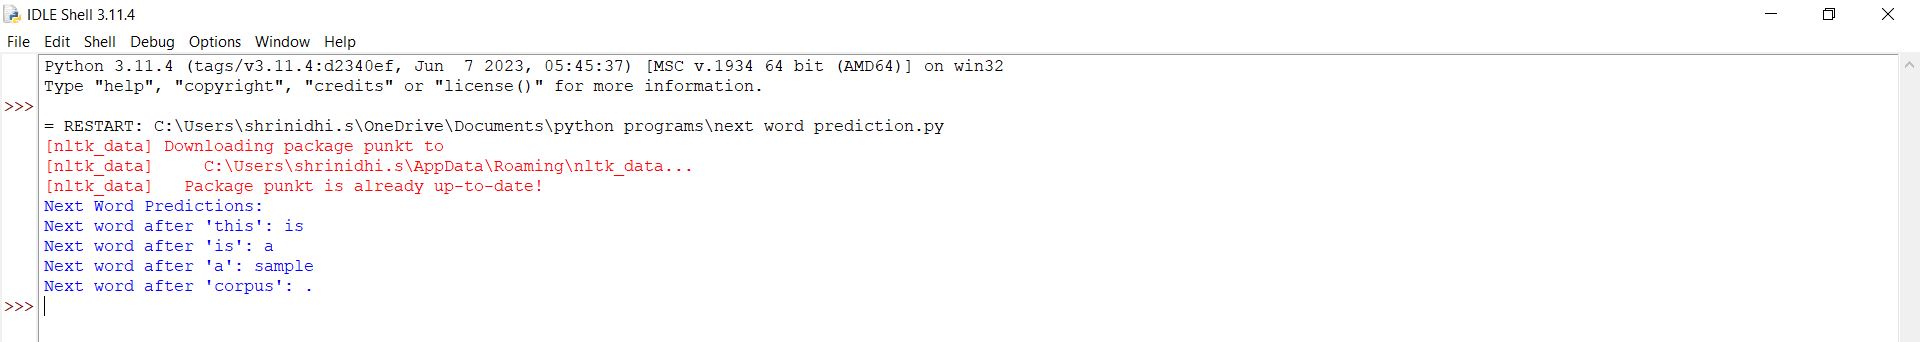 IDLE Shell 3.11.4
File Edit Shell Debug Options Window Help
Python 3.11.4 (tags/v3.11.4:d2340ef, Jun  7 2023, 05:45:37) [MSC v.1934 64 bit (AMD64)] on win32
Type "help", "copyright", "credits" or "license()" for more information.
>>>
= RESTART: C:\Users\shrinidhi.s\OneDrive\Documents\python programs\next word prediction.py
[nltk_data] Downloading package punkt to
[nltk_data]     C:\Users\shrinidhi.s\AppData\Roaming\nltk_data...
[nltk_data]   Package punkt is already up-to-date!
Next Word Predictions:
Next word after 'this': is
Next word after 'is': a
Next word after 'a': sample
Next word after 'corpus': .
>>>